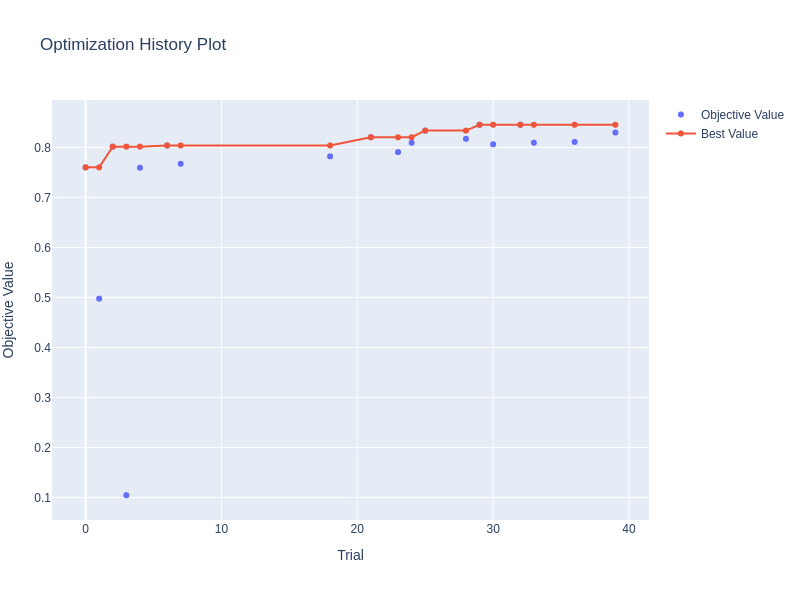 Optimization History Plot
Objective Value
Best Value
0.8
0.7
0.6
0.5
0.4
0.3
0.2
0.1
Objective Value
0 10 20 30 40
Trial